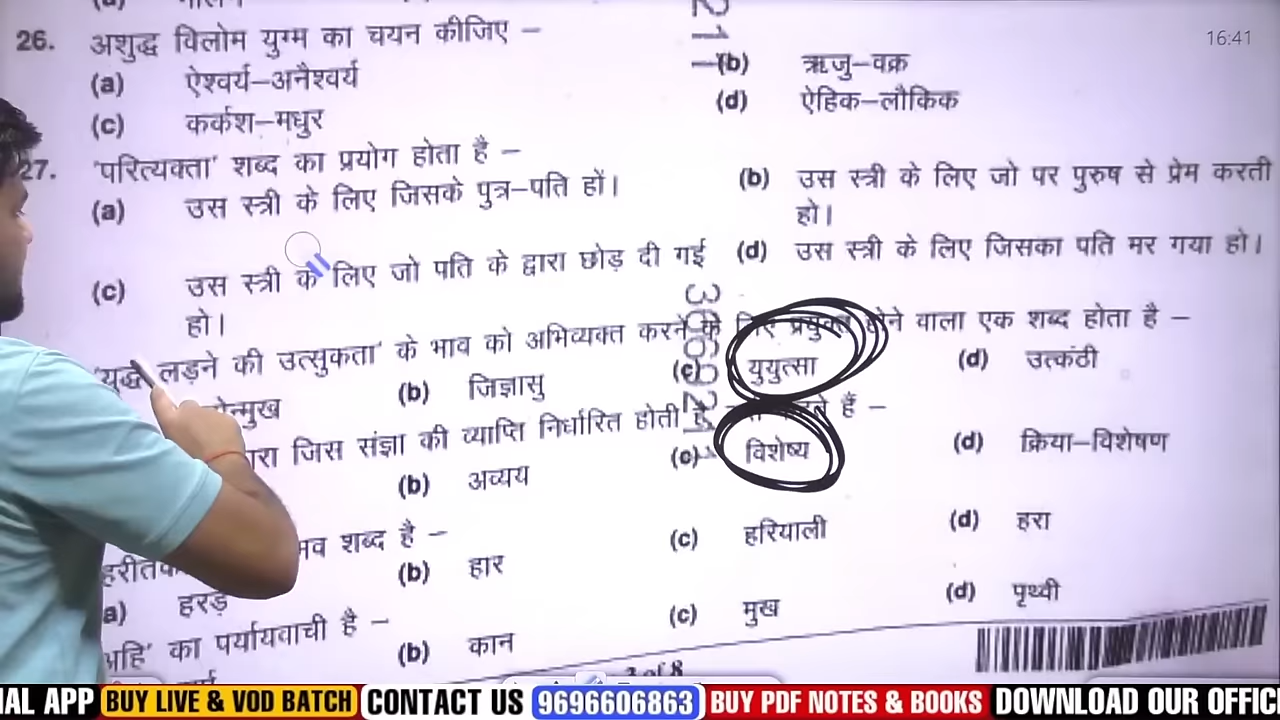 16:41
26. अशुद्ध विलोम युग्म का चयन कीजिए –
(a) ऐश्वर्य–अनैश्वर्य (b) ऋजु–वक्र
(c) कर्कश–मधुर (d) ऐहिक–लौकिक
27. 'परित्यक्ता' शब्द का प्रयोग होता है –
(a) उस स्त्री के लिए जिसके पुत्र–पति हों। (b) उस स्त्री के लिए जो पर पुरुष से प्रेम करती
हो।
(c) उस स्त्री के लिए जो पति के द्वारा छोड़ दी गई (d) उस स्त्री के लिए जिसका पति मर गया हो।
हो।
'युद्ध लड़ने की उत्सुकता' के भाव को अभिव्यक्त करने के लिए प्रयुक्त होने वाला एक शब्द होता है –
(b) जिज्ञासु (c) युयुत्सा (d) उत्कंठी
जिस संज्ञा की व्याप्ति निर्धारित होती है हैं –
(b) अव्यय (c) विशेष्य (d) क्रिया–विशेषण
शब्द है –
a) हरड़ (b) हार (c) हरियाली (d) हरा
का पर्यायवाची है –
(b) कान (c) मुख (d) पृथ्वी
BUY LIVE & VOD BATCH CONTACT US 9696606863 BUY PDF NOTES & BOOKS DOWNLOAD OUR